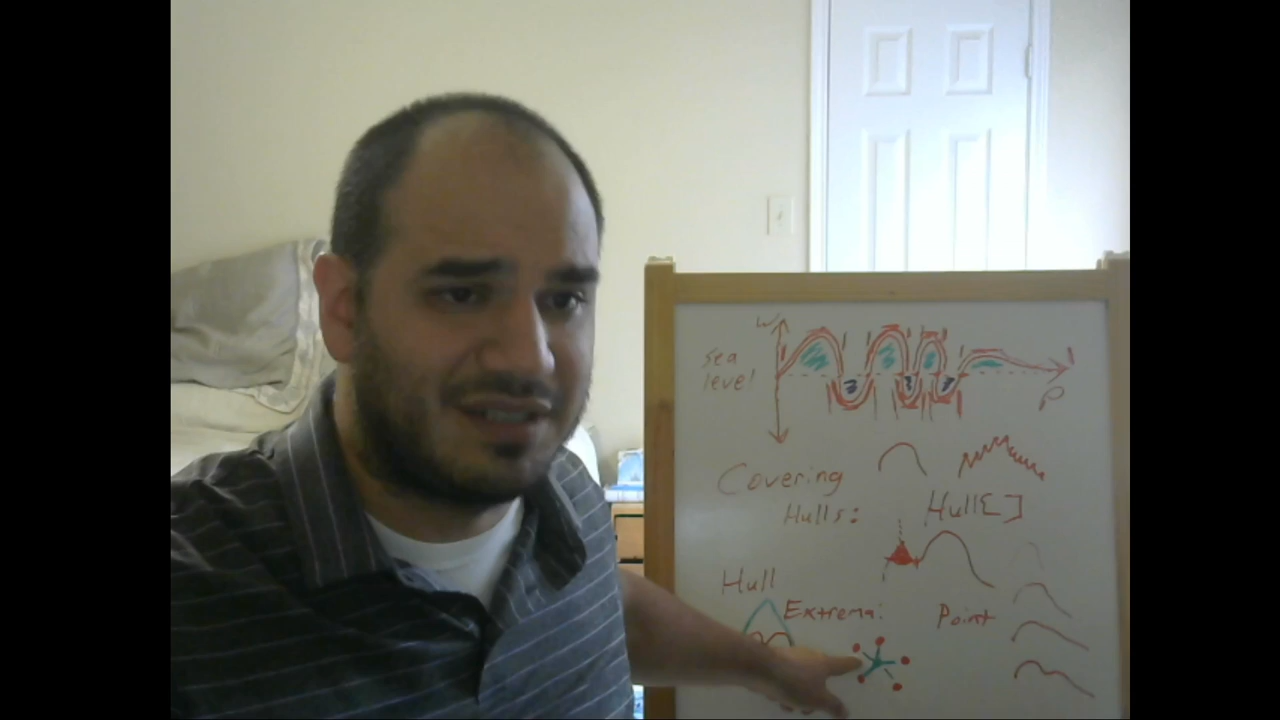 w
sea
level
p
Covering
Hulls:
Hull[]
Hull
Extrema:
Point